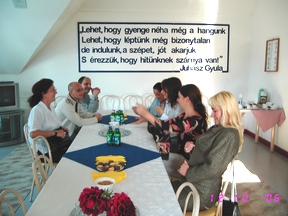 „Lehet, hogy gyenge néha még a hangunk
Lehet, hogy léptünk még bizonytalan
de indulunk, a szépet, jót akarjuk
S érezzük, hogy hitünknek szárnya van!"
Juhász Gyula